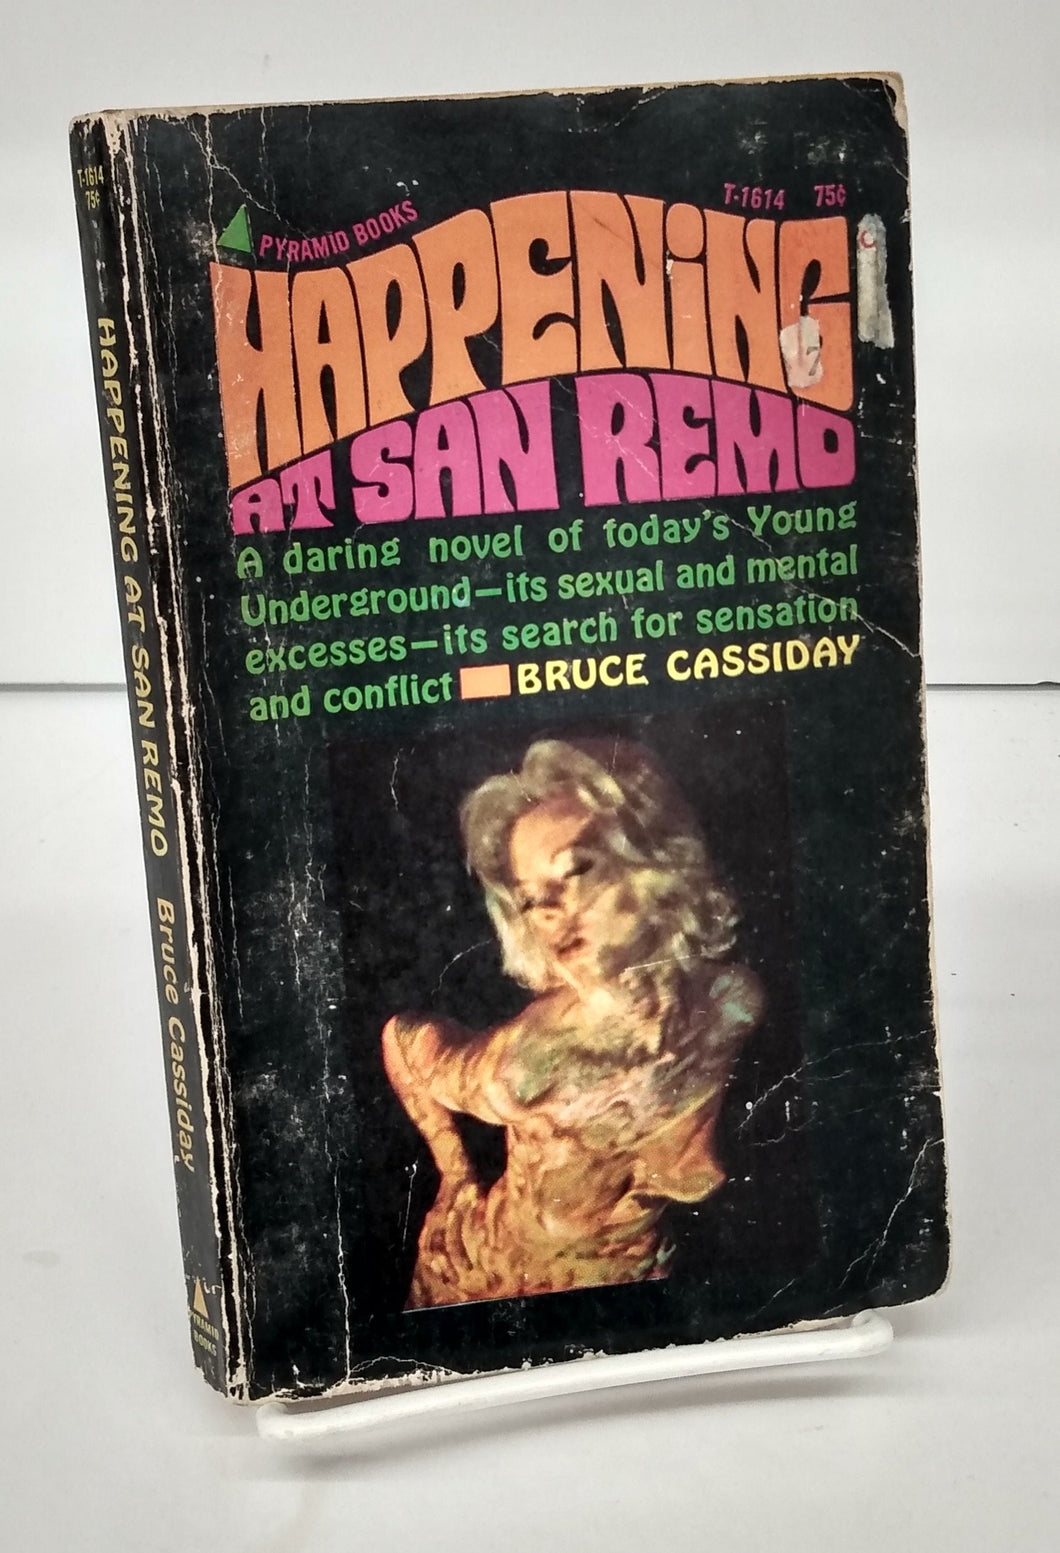 PYRAMID BOOKS
T-1614 75¢
HAPPENiNG
AT SAN REMO
A daring novel of today's Young
Underground—its sexual and mental
excesses—its search for sensation
and conflict BRUCE CASSIDAY
T-1614
75¢
HAPPENING AT SAN REMO Bruce Cassiday
PYRAMID
BOOKS